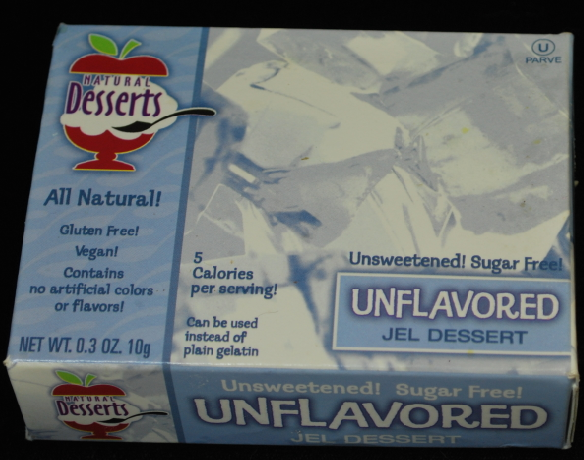 NATURAL
Desserts
U
PARVE
All Natural!
Gluten Free!
Vegan!
Contains
no artificial colors
or flavors!
NET WT. 0.3 OZ. 10g
5
Calories
per serving!
Can be used
instead of
plain gelatin
Unsweetened! Sugar Free!
UNFLAVORED
JEL DESSERT
NATURAL
Desserts
Unsweetened! Sugar Free!
UNFLAVORED
JEL DESSERT